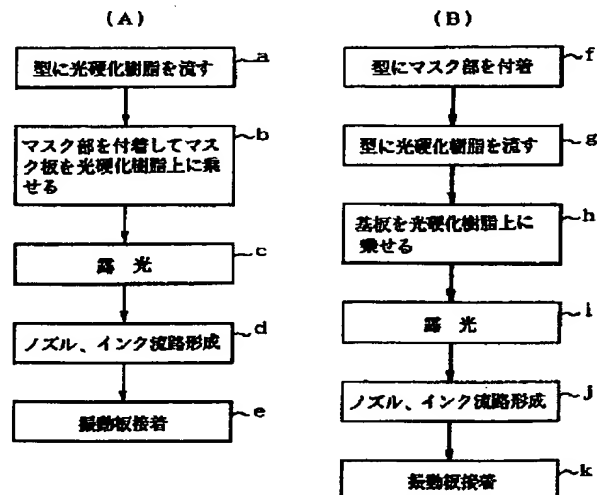 (A)
型に光硬化樹脂を流す
a
マスク部を付着してマス
ク板を光硬化樹脂上に乗
せる
b
露 光
c
ノズル、インク流路形成
d
振動板接着
e
(B)
型にマスク部を付着
f
型に光硬化樹脂を流す
g
基板を光硬化樹脂上に
乗せる
h
露 光
i
ノズル、インク流路形成
j
振動板接着
k